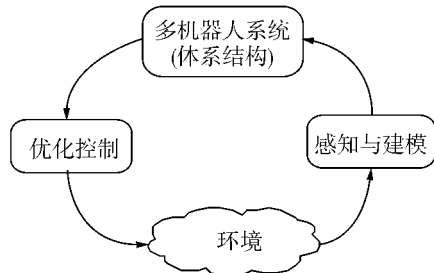 多机器人系统
(体系结构)
优化控制
感知与建模
环境